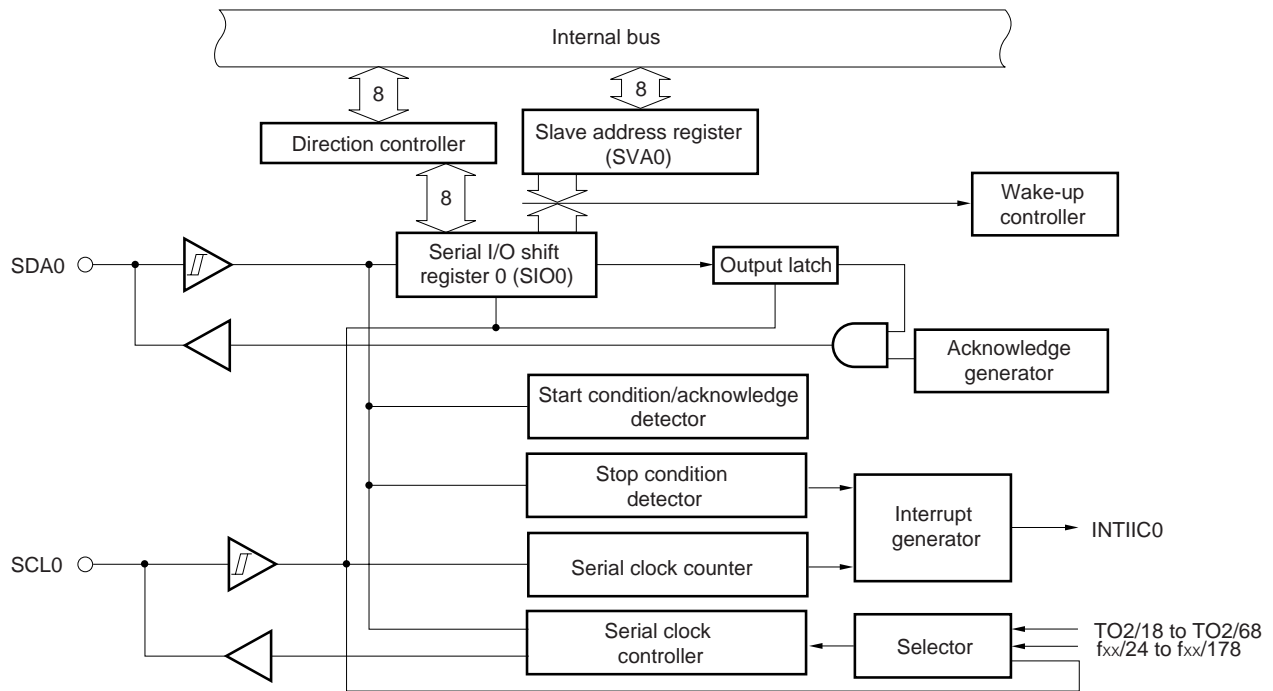 Internal bus
8
8
Direction controller
Slave address register
(SVA0)
8
Wake-up
controller
SDA0
Serial I/O shift
register 0 (SIO0)
Output latch
Acknowledge
generator
Start condition/acknowledge
detector
Stop condition
detector
Interrupt
generator
INTIIC0
SCL0
Serial clock counter
Serial clock
controller
Selector
TO2/18 to TO2/68
fxx/24 to fxx/178